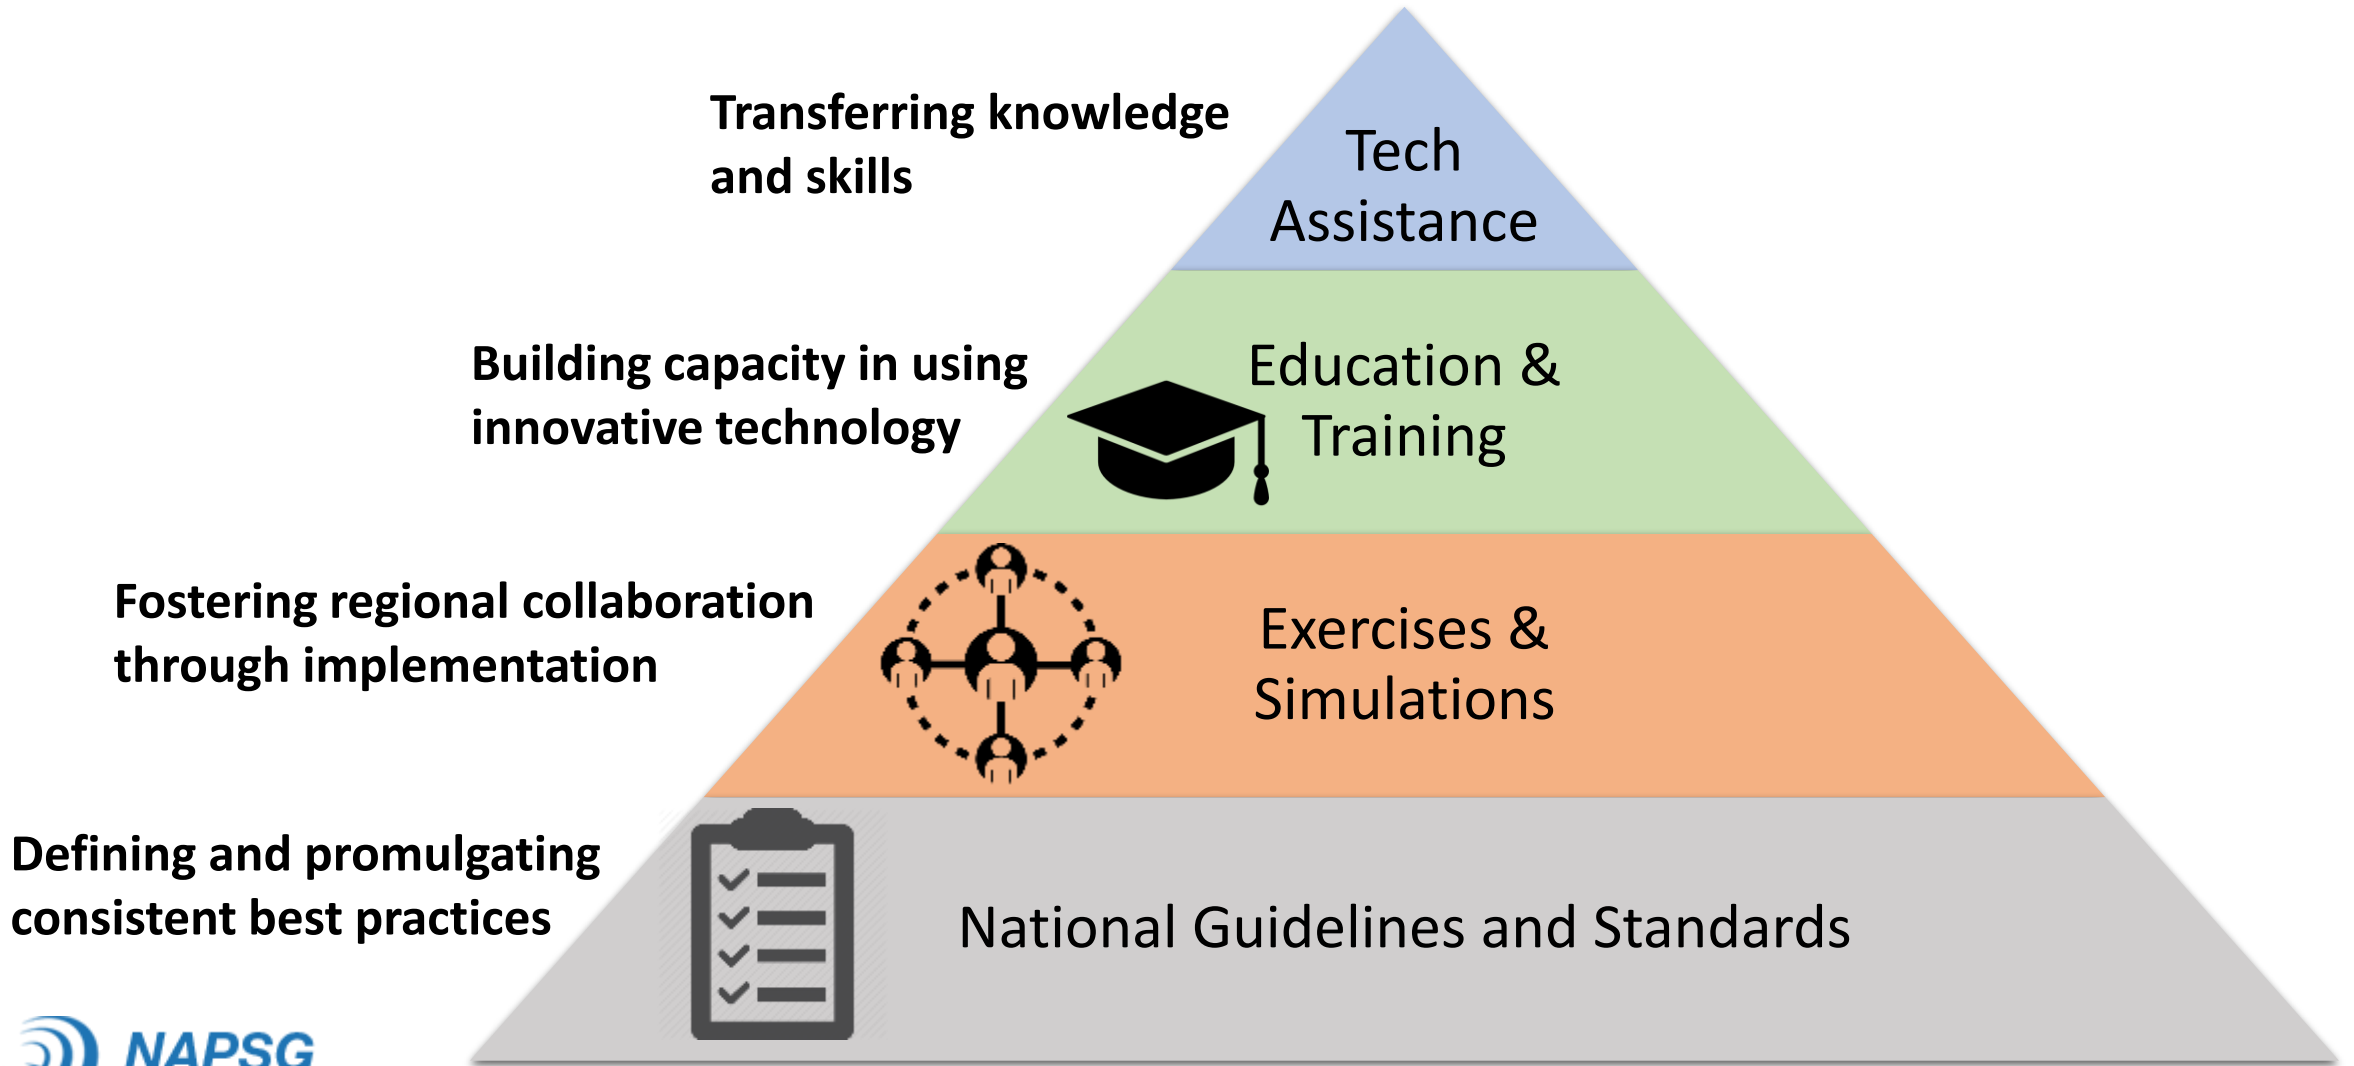 Transferring knowledge
and skills
Tech
Assistance
Building capacity in using
innovative technology
Education &
Training
Fostering regional collaboration
through implementation
Exercises &
Simulations
Defining and promulgating
consistent best practices
National Guidelines and Standards
NAPSG